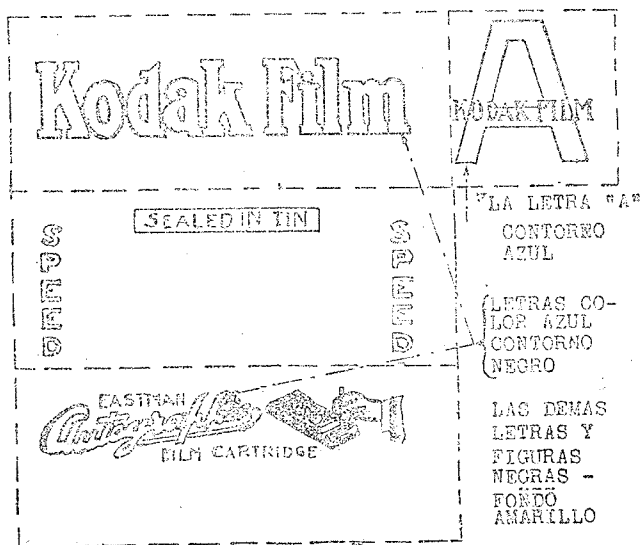 Kodak Film
A
KODAK FILM
"LA LETRA "A"
CONTORNO
AZUL
SEALED IN TIN
SPEED
SPEED
LETRAS CO-
LOR AZUL
CONTORNO
NEGRO
EASTMAN
Autographic
FILM CARTRIDGE
LAS DEMAS
LETRAS Y
FIGURAS
NEGRAS -
FONDO
AMARILLO